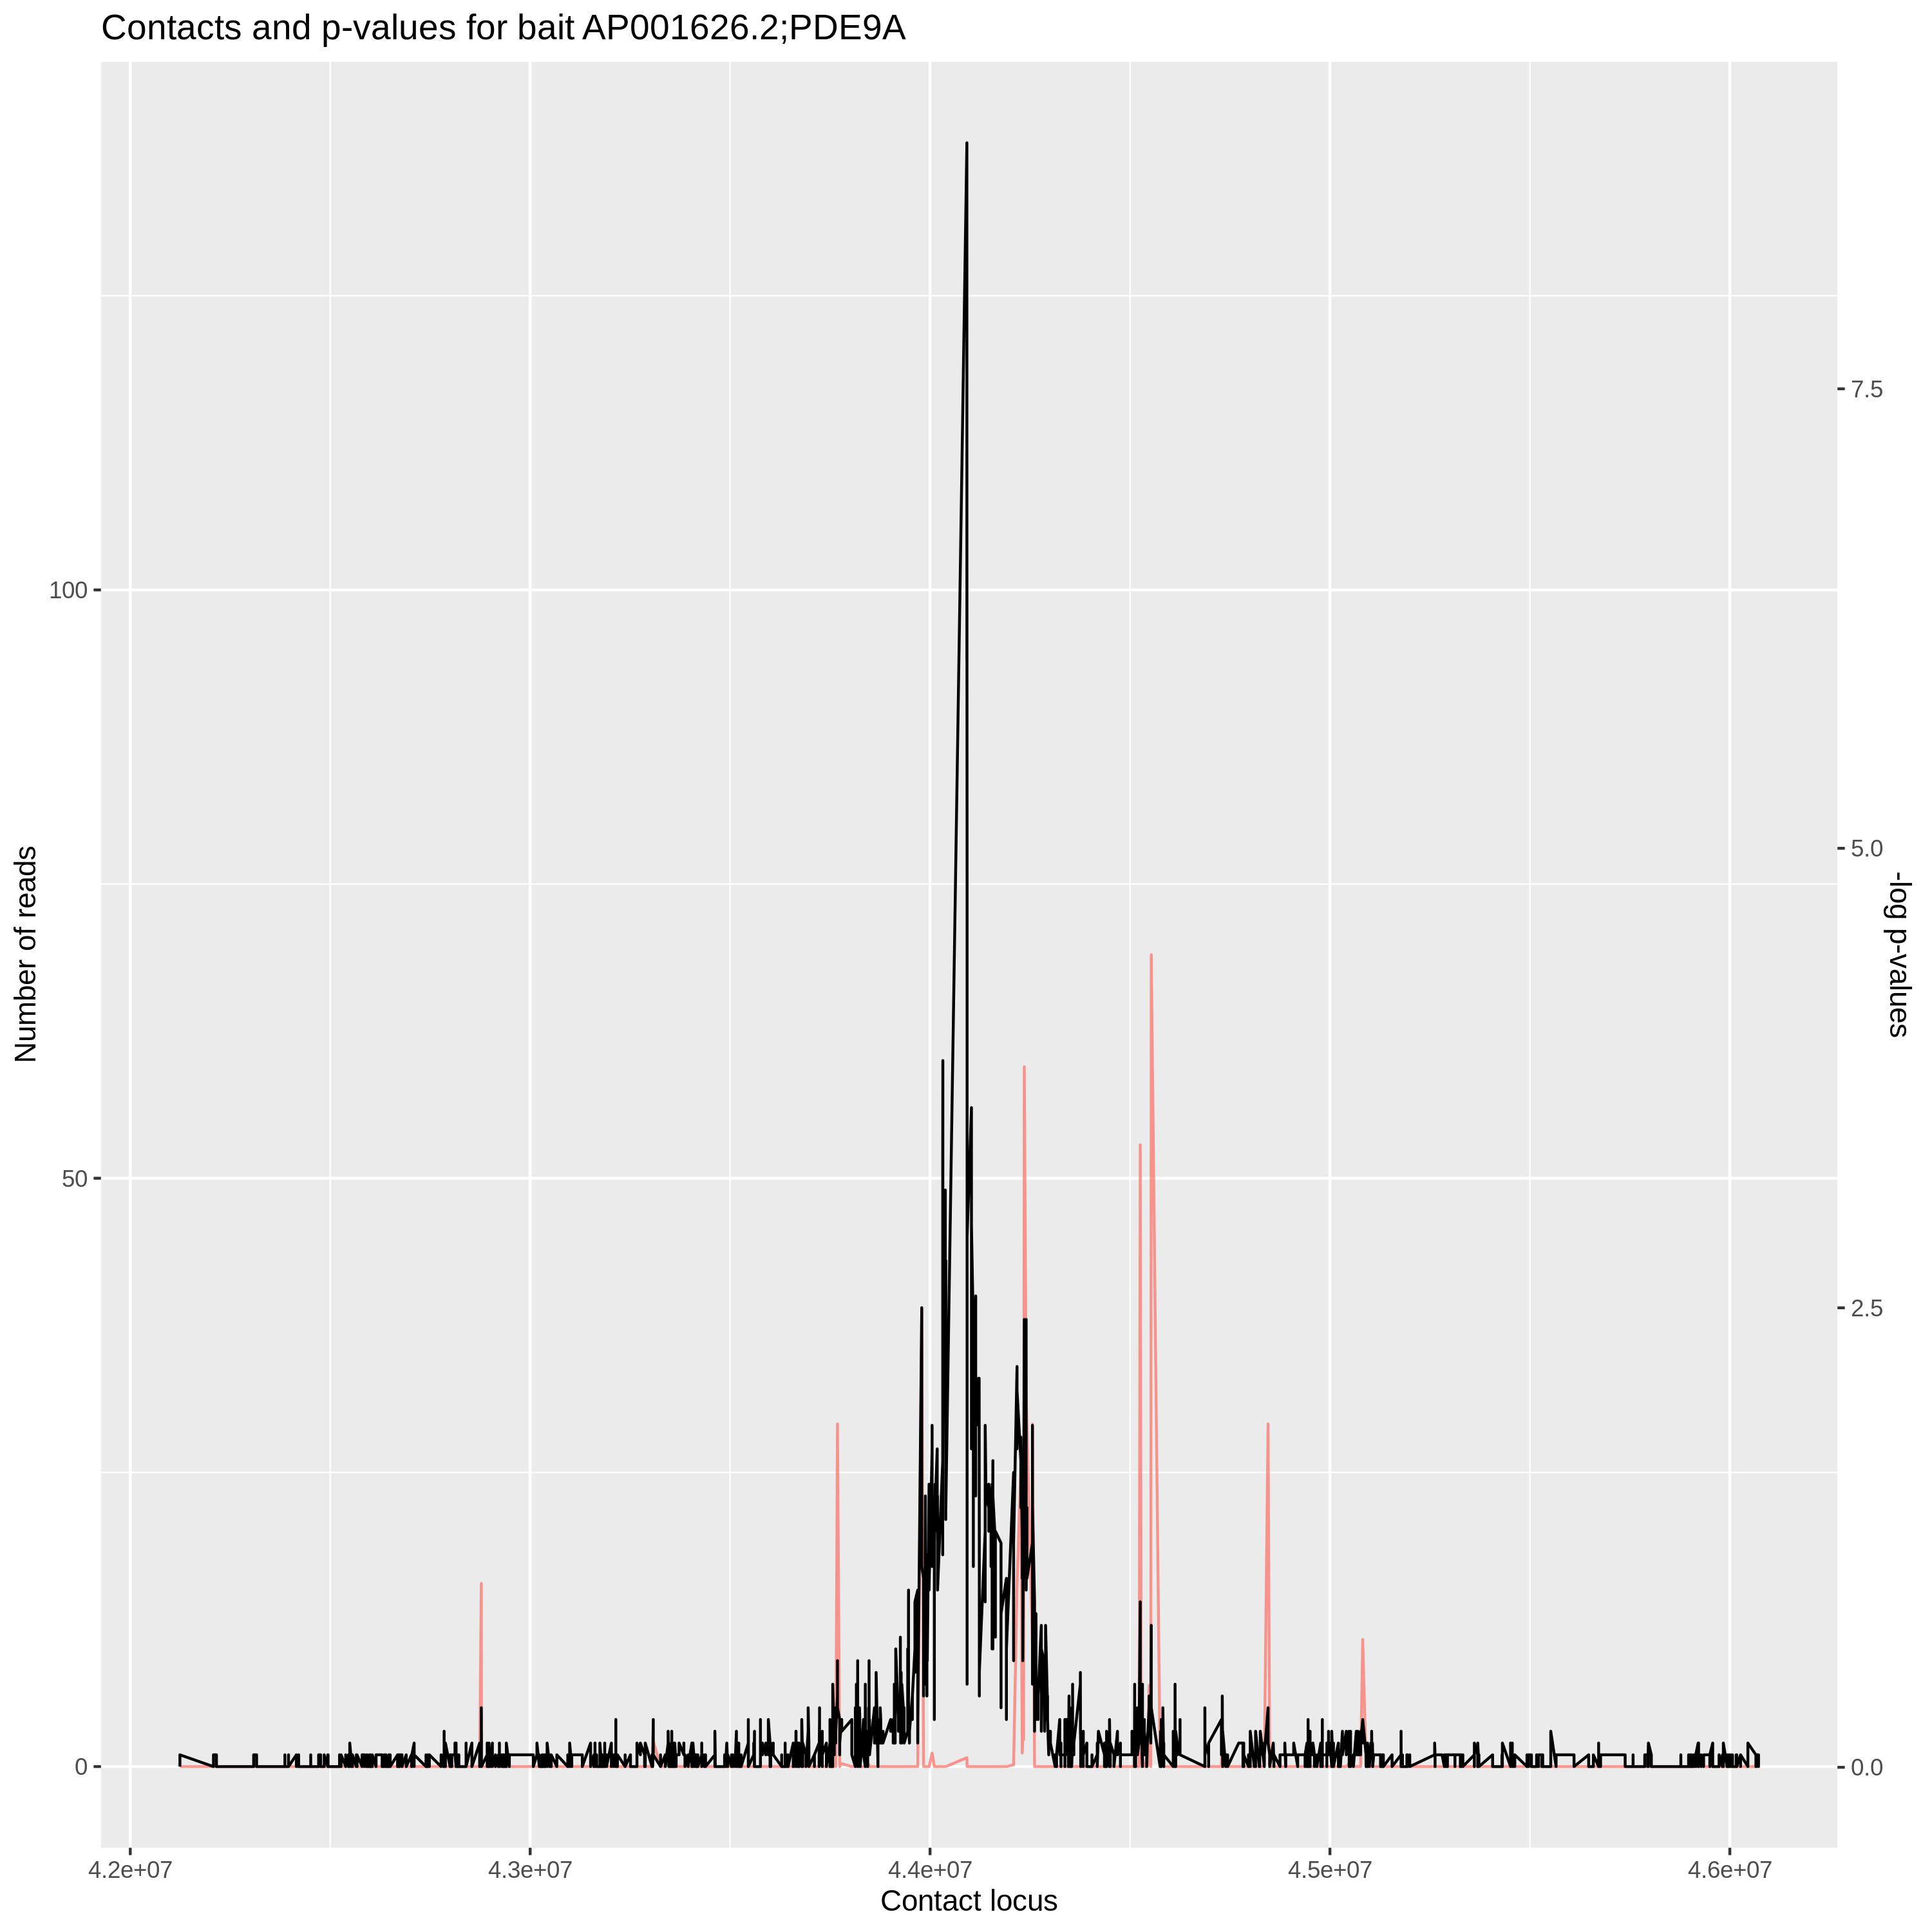 Contacts and p-values for bait AP001626.2;PDE9A
100
50
0
Number of reads
7.5
5.0
2.5
0.0
-log p-values
4.2e+07 4.3e+07 4.4e+07 4.5e+07 4.6e+07
Contact locus